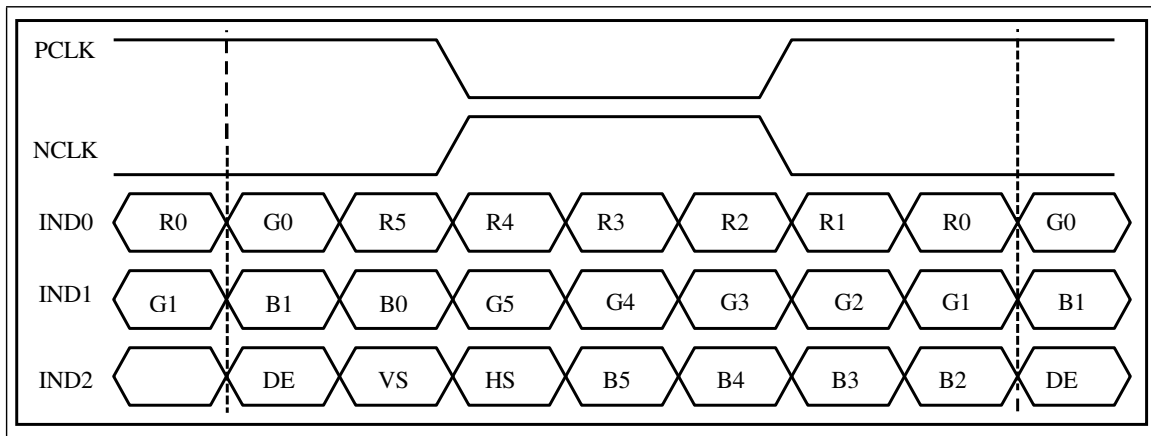 PCLK
NCLK
IND0 R0 G0 R5 R4 R3 R2 R1 R0 G0
IND1 G1 B1 B0 G5 G4 G3 G2 G1 B1
IND2 DE VS HS B5 B4 B3 B2 DE